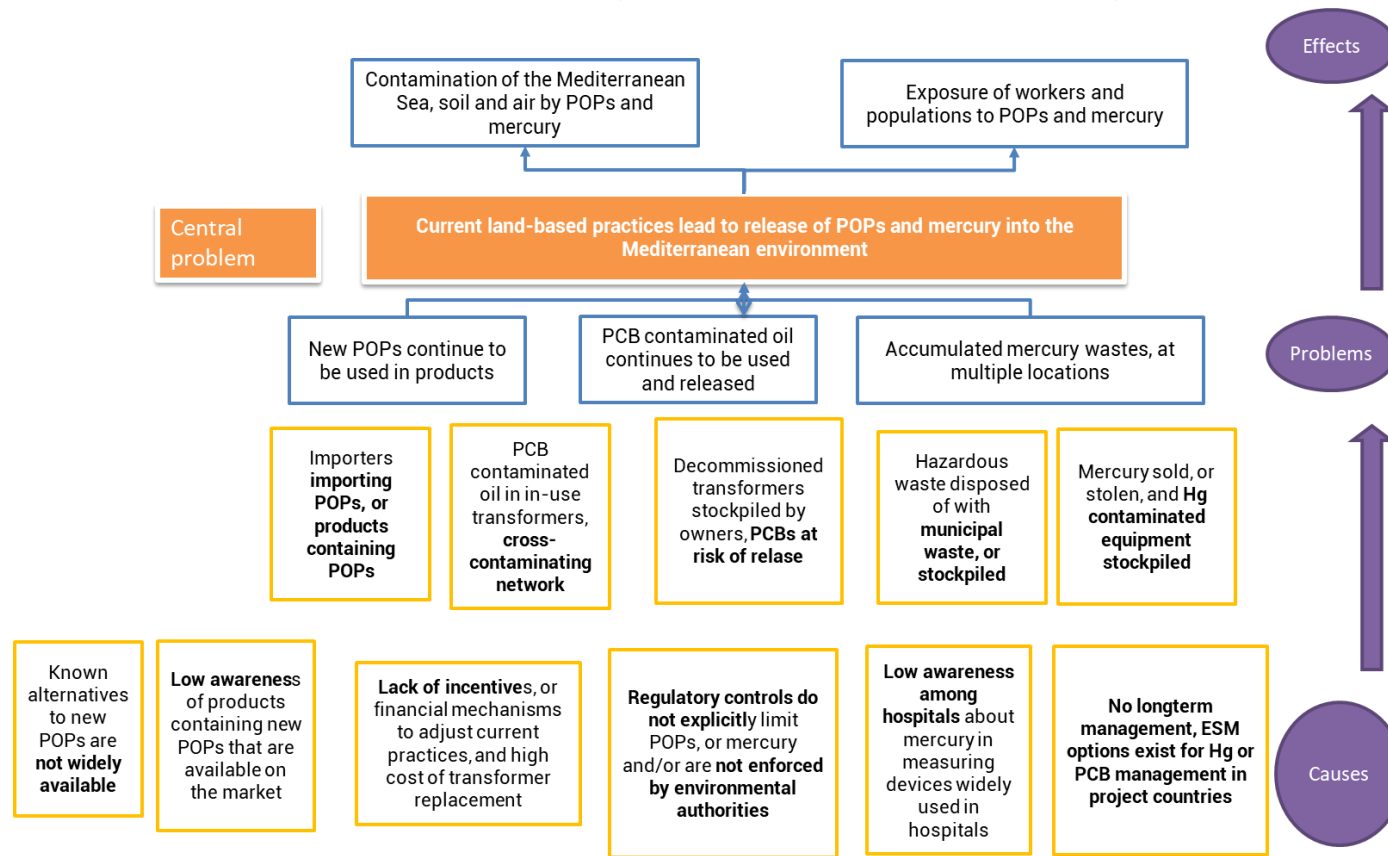 Effects
Contamination of the Mediterranean
Sea, soil and air by POPs and
mercury
Exposure of workers and
populations to POPs and mercury
Central
problem
Current land-based practices lead to release of POPs and mercury into the
Mediterranean environment
Problems
New POPs continue to
be used in products
PCB contaminated oil
continues to be used
and released
Accumulated mercury wastes, at
multiple locations
Importers
importing
POPs, or
products
containing
POPs
PCB
contaminated
oil in in-use
transformers,
cross-
contaminating
network
Decommissioned
transformers
stockpiled by
owners, PCBs at
risk of relase
Hazardous
waste disposed
of with
municipal
waste, or
stockpiled
Mercury sold, or
stolen, and Hg
contaminated
equipment
stockpiled
Known
alternatives
to new
POPs are
not widely
available
Low awareness
of products
containing new
POPs that are
available on
the market
Lack of incentives, or
financial mechanisms
to adjust current
practices, and high
cost of transformer
replacement
Regulatory controls do
not explicitly limit
POPs, or mercury
and/or are not enforced
by environmental
authorities
Low awareness
among
hospitals about
mercury in
measuring
devices widely
used in
hospitals
No longterm
management, ESM
options exist for Hg or
PCB management in
project countries
Causes